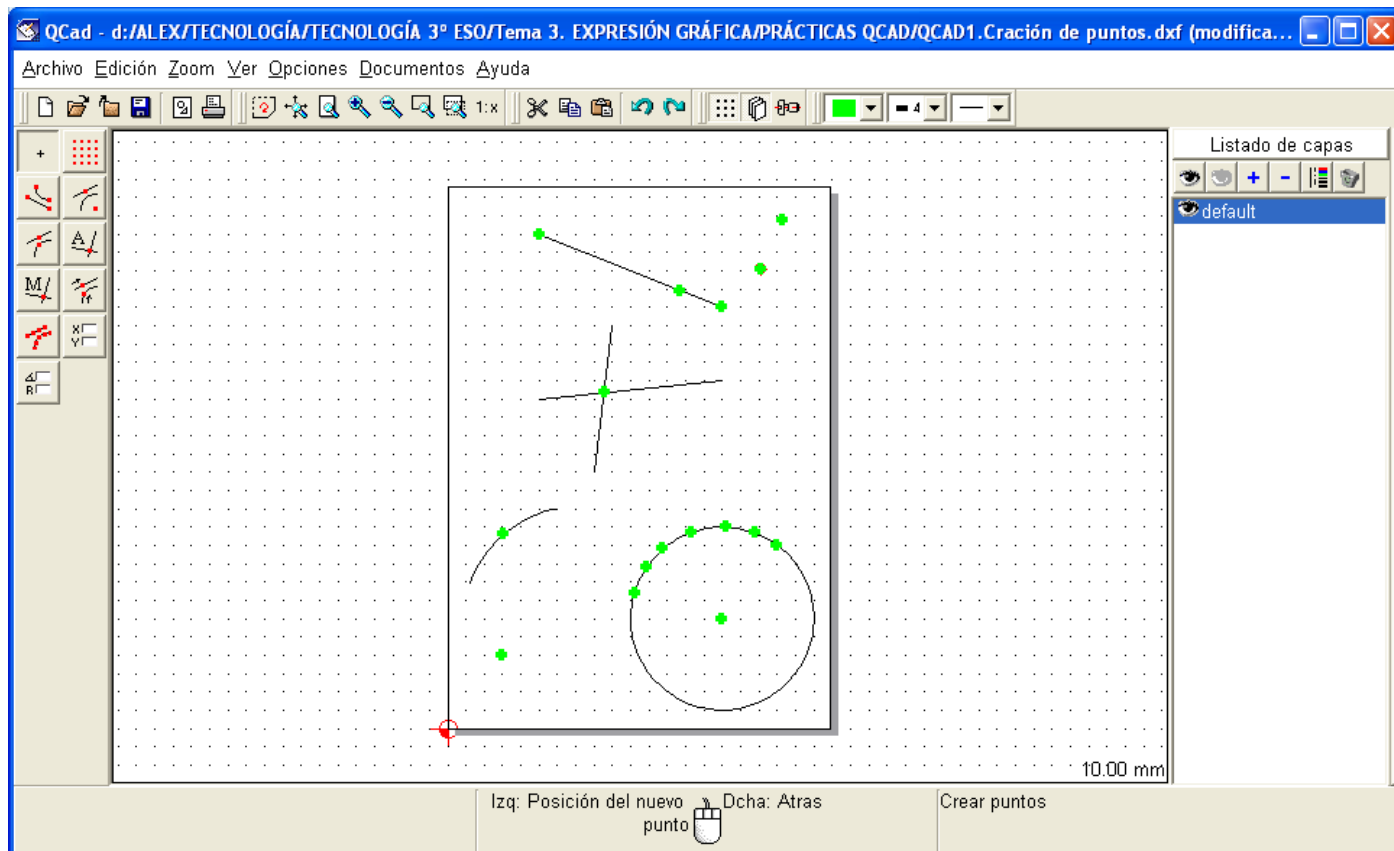 QCad - d:/ALEX/TECNOLOGÍA/TECNOLOGÍA 3º ESO/Tema 3. EXPRESIÓN GRÁFICA/PRÁCTICAS QCAD/QCAD1.Cración de puntos.dxf (modifica...
Archivo Edición Zoom Ver Opciones Documentos Ayuda
1:x
4
Listado de capas
default
A
M
X
Y
R
10.00 mm
Izq: Posición del nuevo punto
Dcha: Atras
Crear puntos